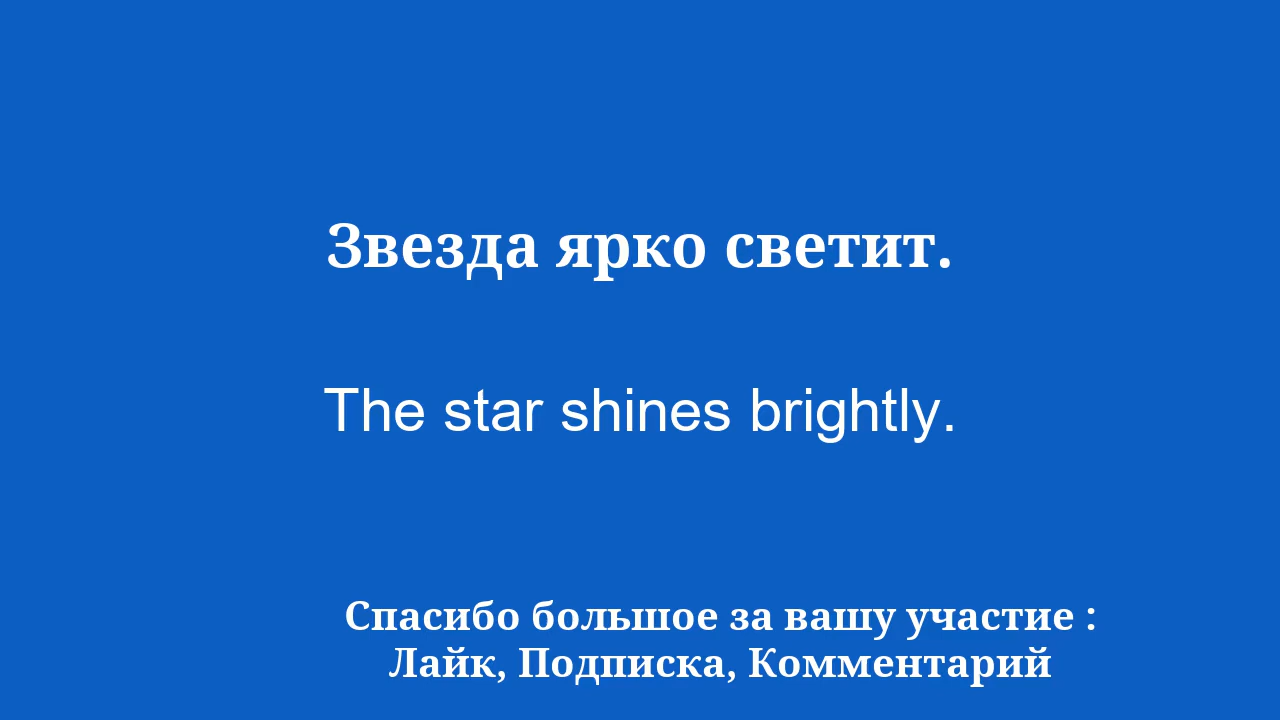 Звезда ярко светит.
The star shines brightly.
Спасибо большое за вашу участие :
Лайк, Подписка, Комментарий